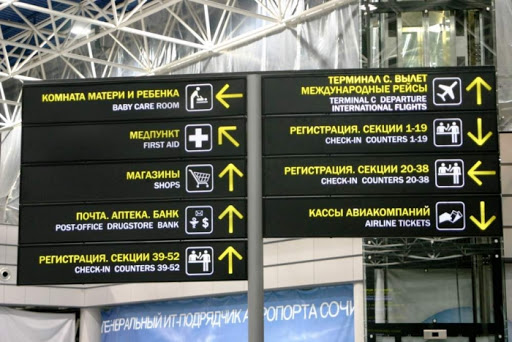 КОМНАТА МАТЕРИ И РЕБЕНКА
BABY CARE ROOM
МЕДПУНКТ
FIRST AID
МАГАЗИНЫ
SHOPS
ПОЧТА. АПТЕКА. БАНК
POST-OFFICE DRUGSTORE BANK
РЕГИСТРАЦИЯ. СЕКЦИИ 39-52
CHECK-IN COUNTERS 39-52
ТЕРМИНАЛ С. ВЫЛЕТ
МЕЖДУНАРОДНЫЕ РЕЙСЫ
TERMINAL C DEPARTURE
INTERNATIONAL FLIGHTS
РЕГИСТРАЦИЯ. СЕКЦИИ 1-19
CHECK-IN COUNTERS 1-19
РЕГИСТРАЦИЯ. СЕКЦИИ 20-38
CHECK-IN COUNTERS 20-38
КАССЫ АВИАКОМПАНИЙ
AIRLINE TICKETS
ГЕНЕРАЛЬНЫЙ ИТ-ПОДРЯДЧИК АЭРОПОРТА СОЧИ